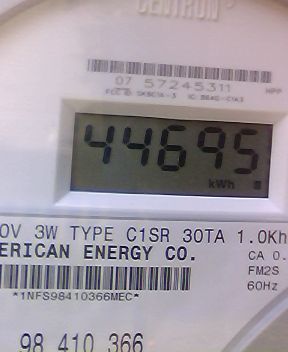 CENTRON
07 57245311
HPP
44695
kWh
0V 3W TYPE C1SR 30TA 1.0Kh
ERICAN ENERGY CO.
CA 0.
FM2S
60Hz
*1NFS98410366MEC*
98 410 366